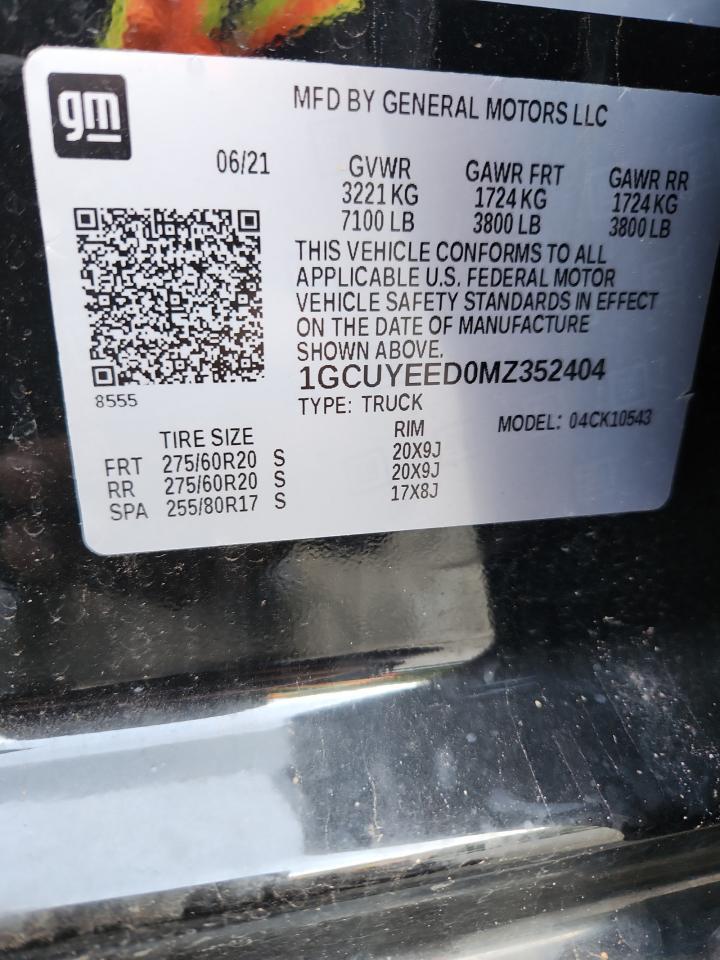 gm
MFD BY GENERAL MOTORS LLC
06/21 GVWR GAWR FRT GAWR RR
3221 KG 1724 KG 1724 KG
7100 LB 3800 LB 3800 LB
THIS VEHICLE CONFORMS TO ALL
APPLICABLE U.S. FEDERAL MOTOR
VEHICLE SAFETY STANDARDS IN EFFECT
ON THE DATE OF MANUFACTURE
SHOWN ABOVE.
1GCUYEED0MZ352404
8555
TYPE: TRUCK MODEL: 04CK10543
TIRE SIZE RIM
FRT 275/60R20 S 20X9J
RR 275/60R20 S 20X9J
SPA 255/80R17 S 17X8J